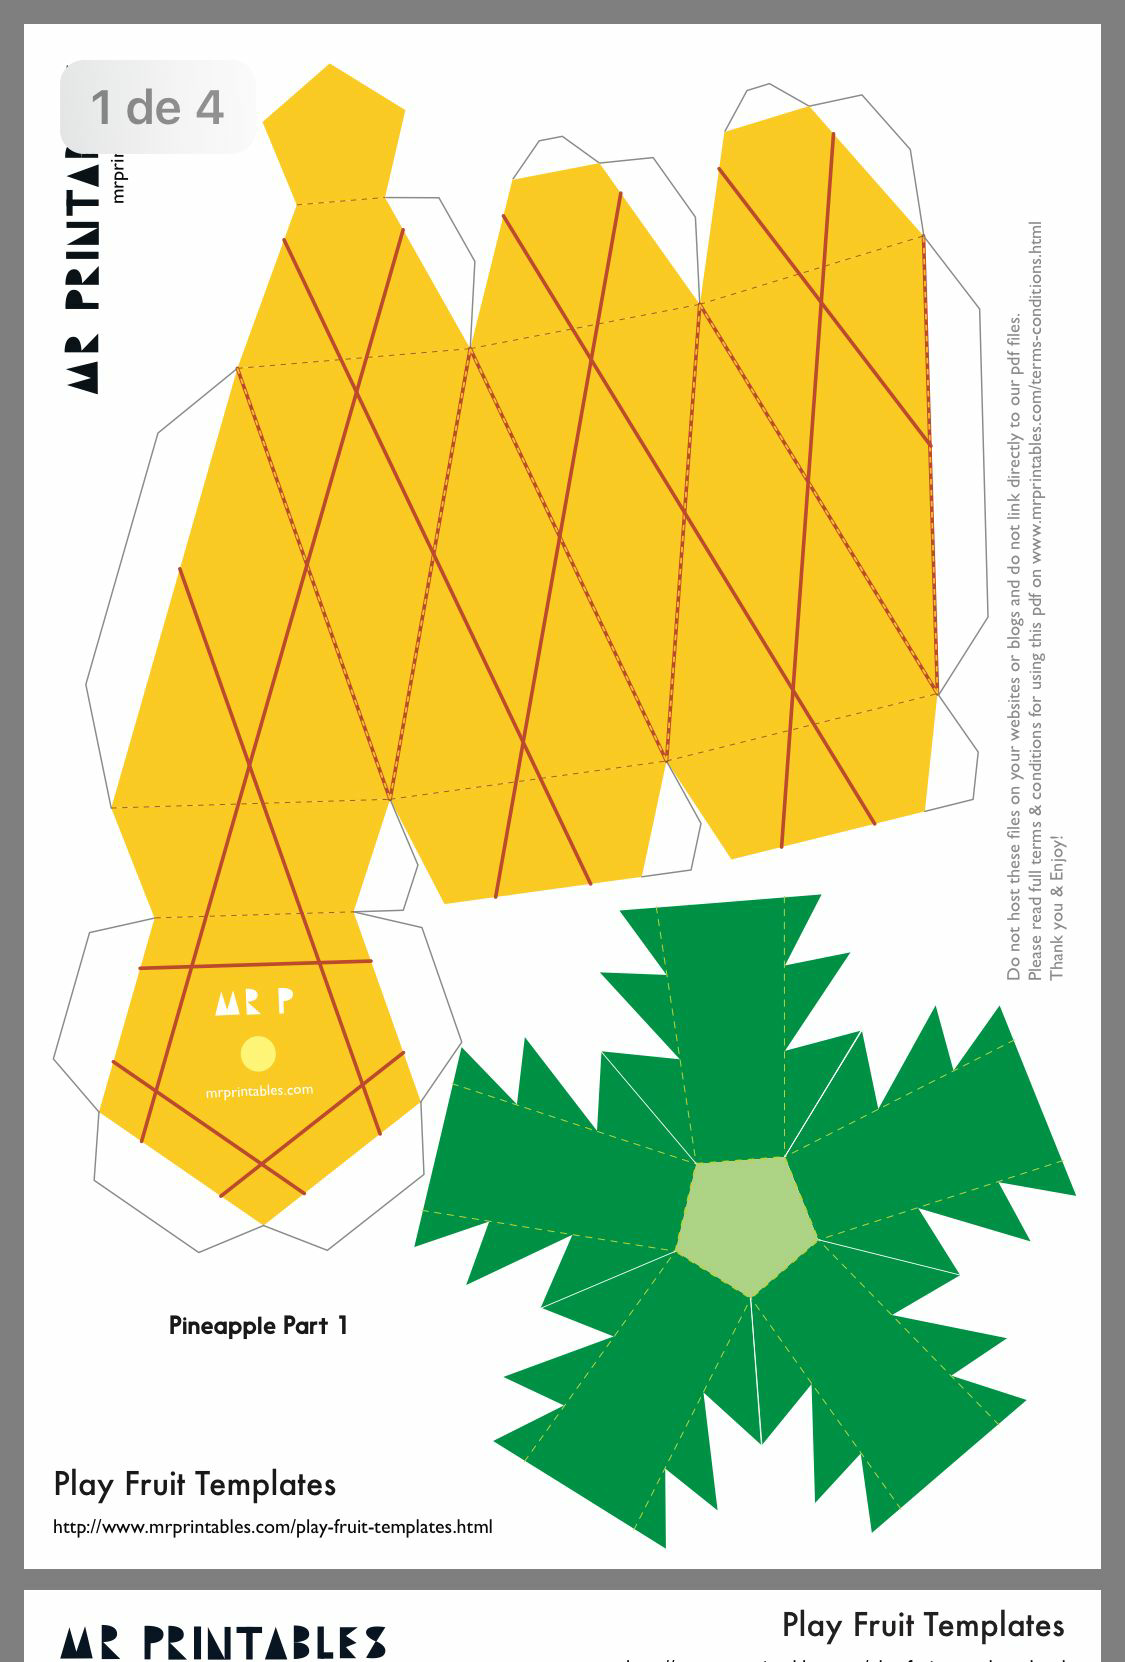 1 de 4
MR PRINTAB
mrprin
Do not host these files on your websites or blogs and do not link directly to our pdf files.
Please read full terms & conditions for using this pdf on www.mrprintables.com/terms-conditions.html
Thank you & Enjoy!
MR P
mrprintables.com
Pineapple Part 1
Play Fruit Templates
http://www.mrprintables.com/play-fruit-templates.html
MR PRINTABLES
Play Fruit Templates